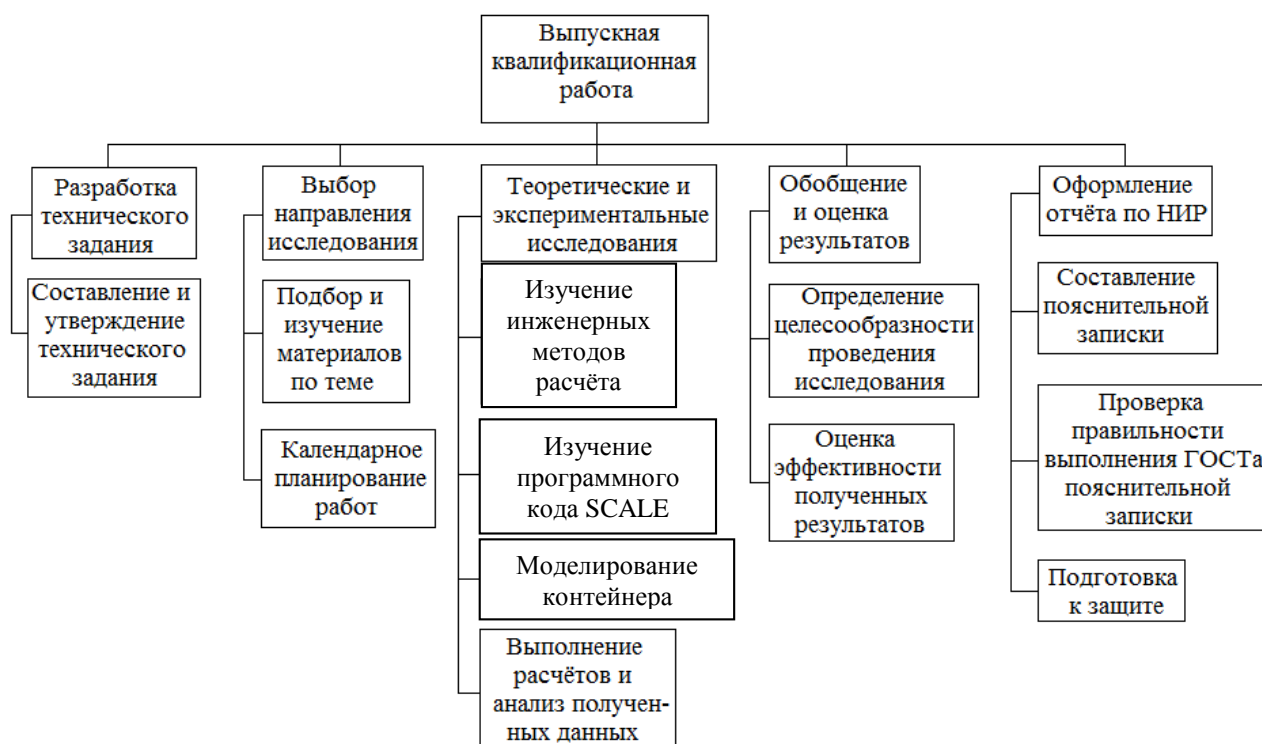 Выпускная
квалификационная
работа
Разработка
технического
задания
Составление и
утверждение
технического
задания
Выбор
направления
исследования
Подбор и
изучение
материалов
по теме
Календарное
планирование
работ
Теоретические и
экспериментальные
исследования
Изучение
инженерных
методов
расчёта
Изучение
программного
кода SCALE
Моделирование
контейнера
Выполнение
расчётов и
анализ получен-
ных данных
Обобщение
и оценка
результатов
Определение
целесообразности
проведения
исследования
Оценка
эффективности
полученных
результатов
Оформление
отчёта по НИР
Составление
пояснительной
записки
Проверка
правильности
выполнения ГОСТа
пояснительной
записки
Подготовка
к защите